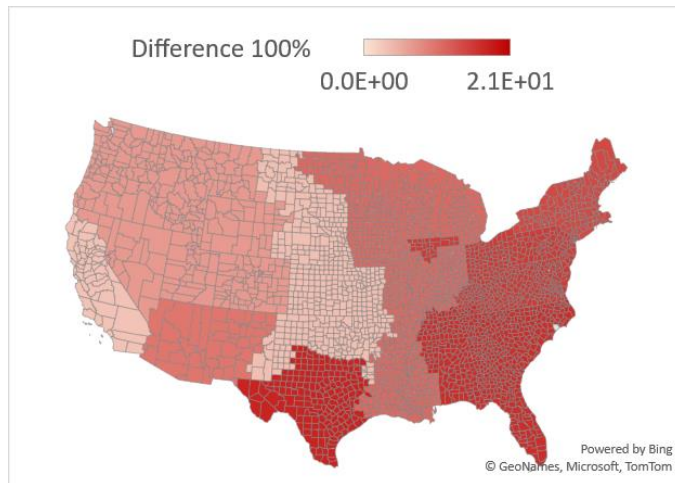 Difference 100%
0.0E+00 2.1E+01
Powered by Bing
© GeoNames, Microsoft, TomTom